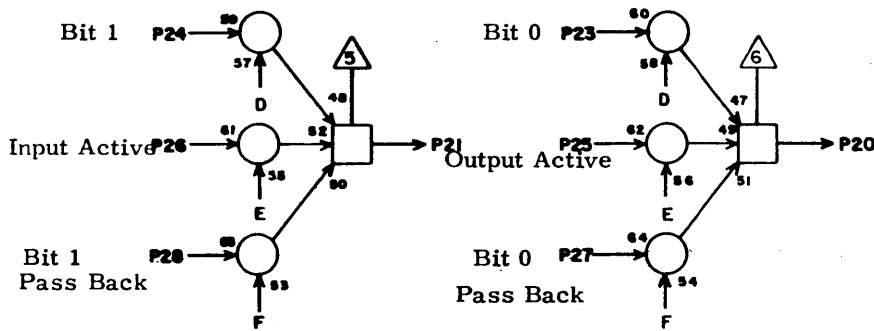 Bit 1 P24 57 D 5 48
Input Active P26 61 58 E 52 50 P21
Bit 1 P28 53 F
Pass Back
Bit 0 P23 60 58 D 6 47
Output Active P25 62 56 E 49 51 P20
Bit 0 P27 64 54 F
Pass Back